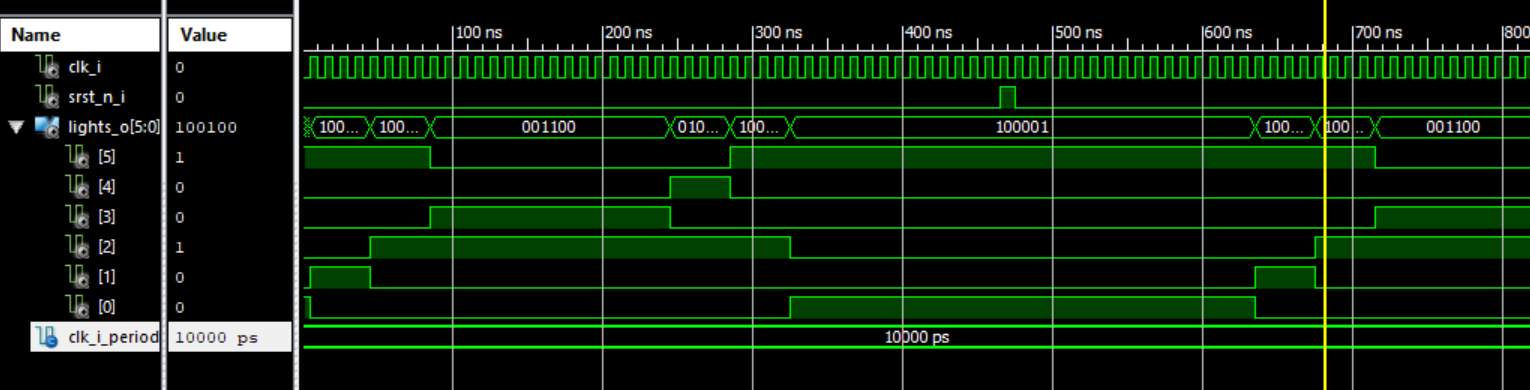 Name Value 100 ns 200 ns 300 ns 400 ns 500 ns 600 ns 700 ns 800
clk_i 0
srst_n_i 0
lights_o[5:0] 100100 100... 100... 001100 010... 100... 100001 100... 100... 001100
[5] 1
[4] 0
[3] 0
[2] 1
[1] 0
[0] 0
clk_i_period 10000 ps 10000 ps